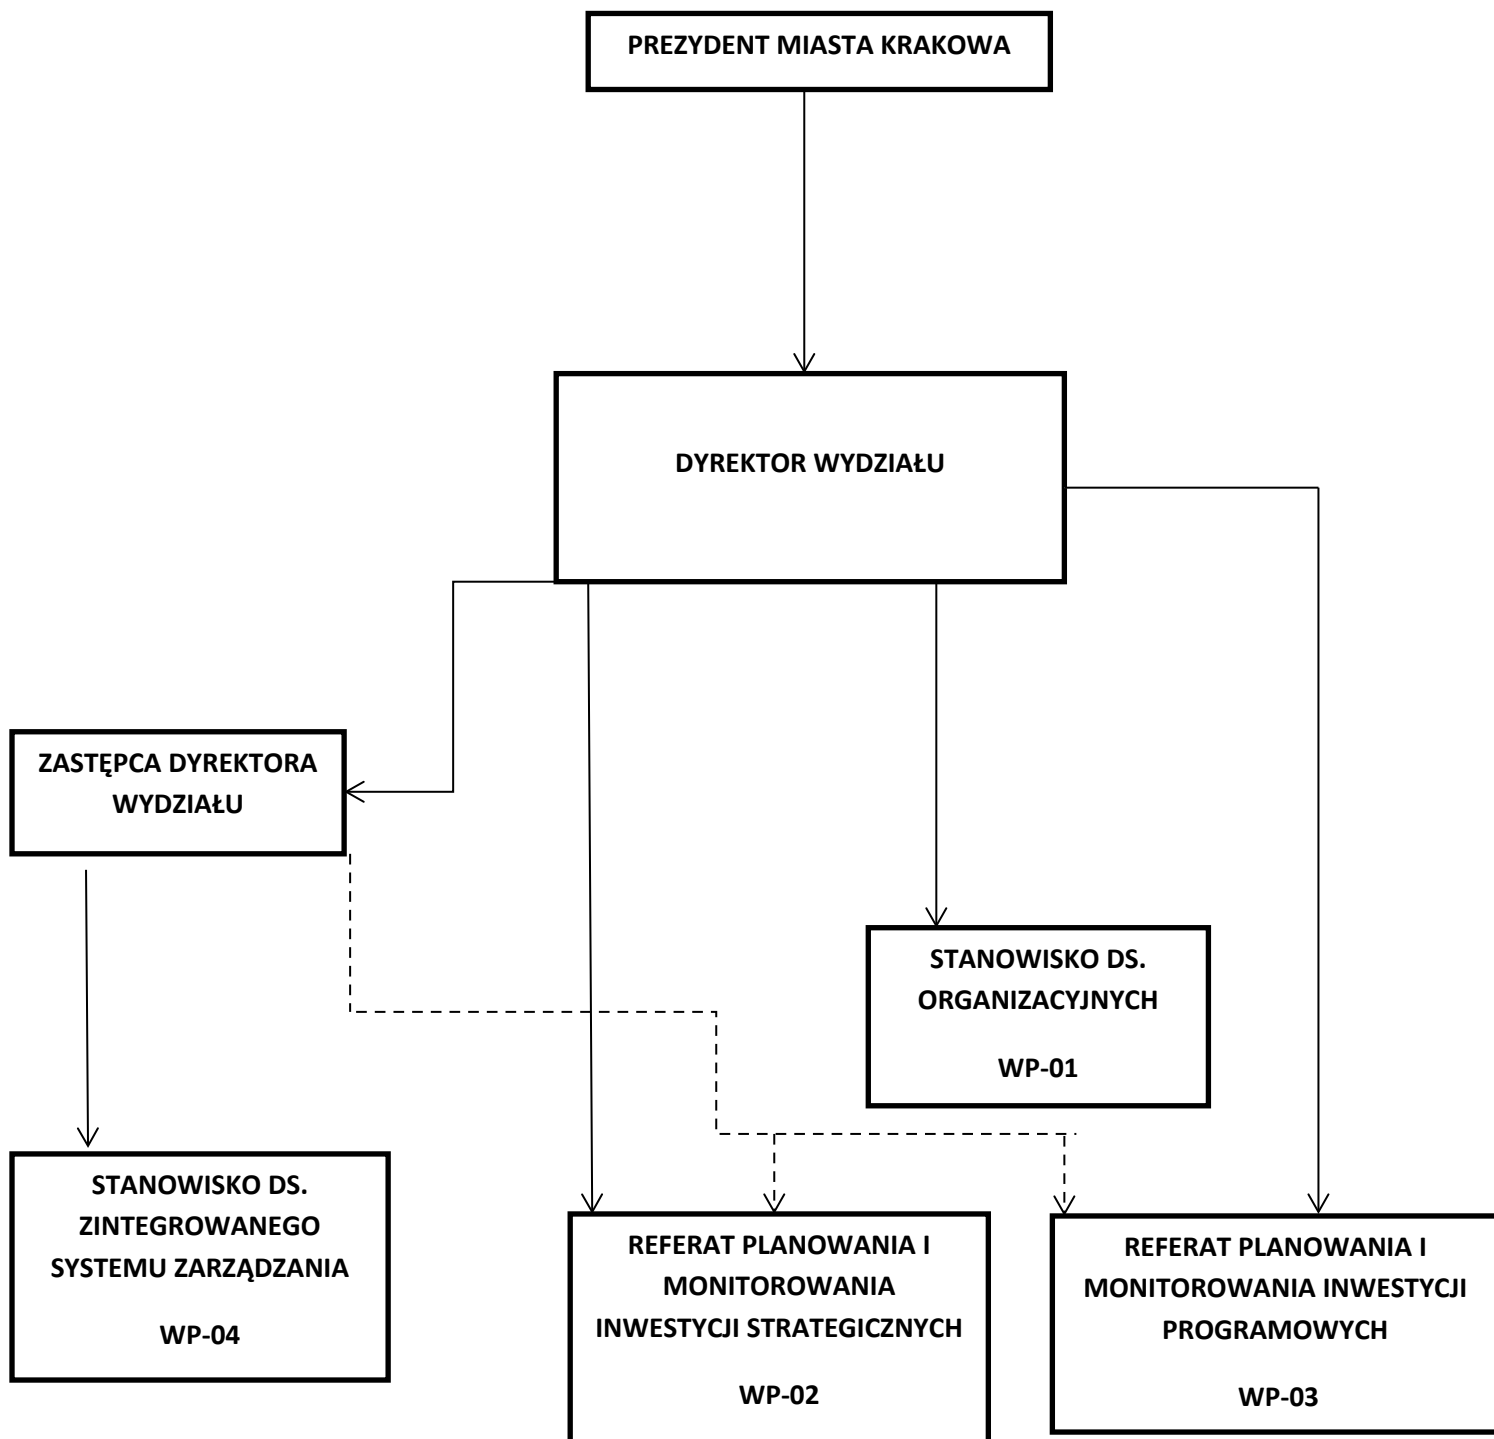 PREZYDENT MIASTA KRAKOWA
DYREKTOR WYDZIAŁU
ZASTĘPCA DYREKTORA
WYDZIAŁU
STANOWISKO DS.
ORGANIZACYJNYCH
WP-01
STANOWISKO DS.
ZINTEGROWANEGO
SYSTEMU ZARZĄDZANIA
WP-04
REFERAT PLANOWANIA I
MONITOROWANIA
INWESTYCJI STRATEGICZNYCH
WP-02
REFERAT PLANOWANIA I
MONITOROWANIA INWESTYCJI
PROGRAMOWYCH
WP-03